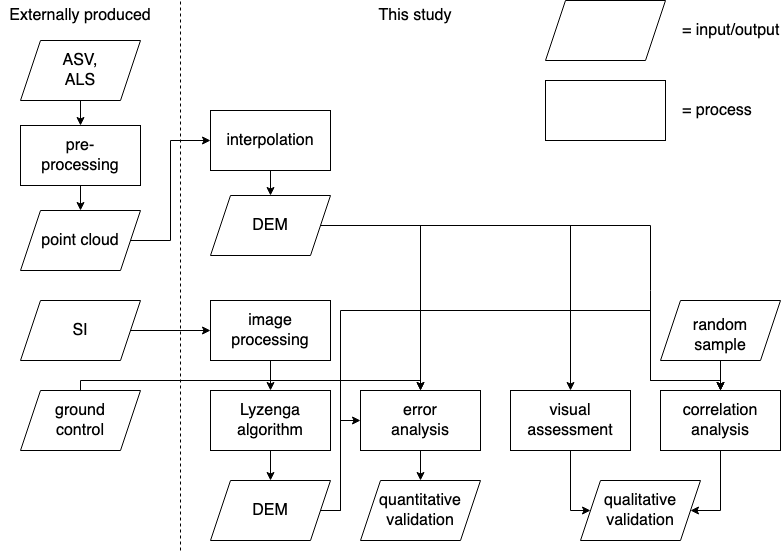 Externally produced
This study
= input/output
= process
ASV,
ALS
pre-
processing
point cloud
interpolation
DEM
SI
image
processing
random
sample
ground
control
Lyzenga
algorithm
error
analysis
visual
assessment
correlation
analysis
DEM
quantitative
validation
qualitative
validation